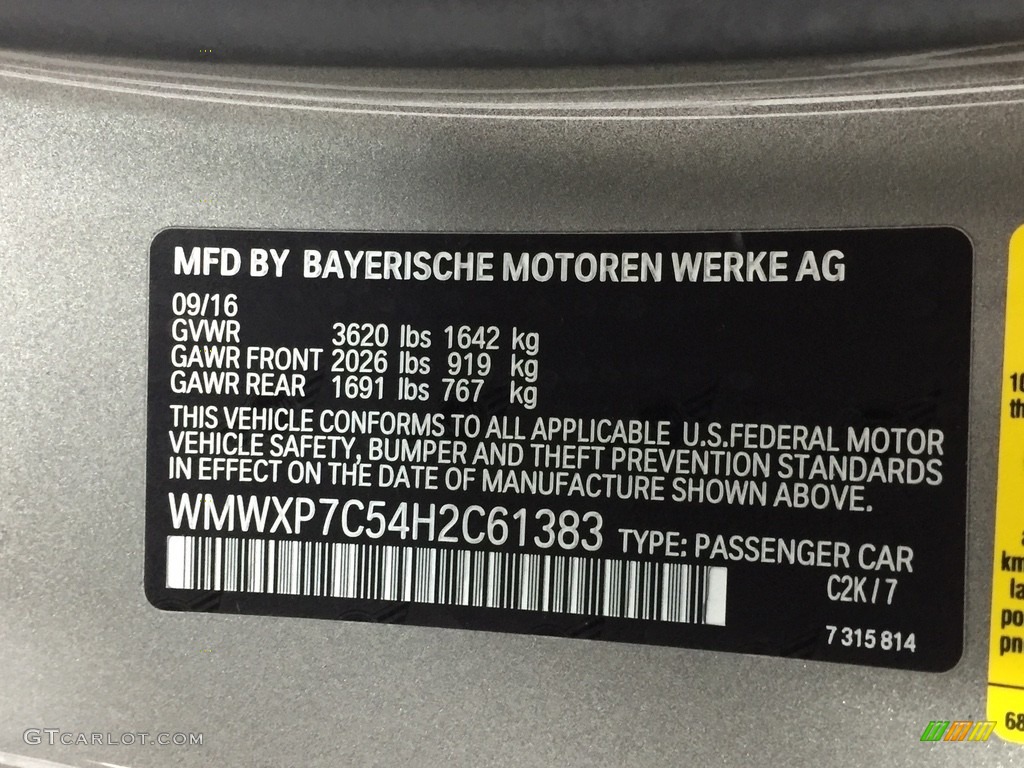 MFD BY BAYERISCHE MOTOREN WERKE AG
09/16
GVWR 3620 lbs 1642 kg
GAWR FRONT 2026 lbs 919 kg
GAWR REAR 1691 lbs 767 kg
THIS VEHICLE CONFORMS TO ALL APPLICABLE U.S.FEDERAL MOTOR
VEHICLE SAFETY, BUMPER AND THEFT PREVENTION STANDARDS
IN EFFECT ON THE DATE OF MANUFACTURE SHOWN ABOVE.
WMWXP7C54H2C61383 TYPE: PASSENGER CAR
C2K/7
7 315 814
GTCARLOT.COM